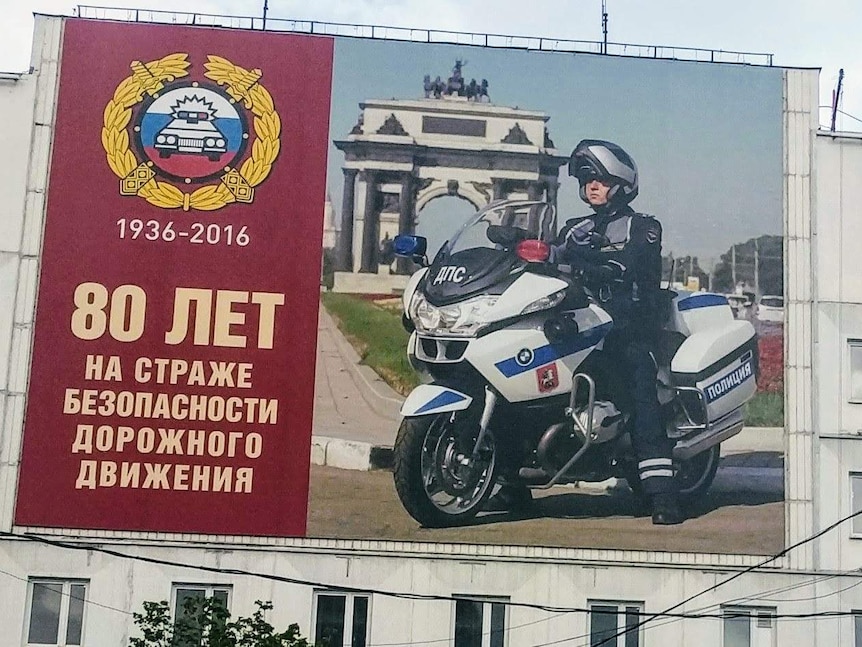 1936-2016
80 ЛЕТ
НА СТРАЖЕ
БЕЗОПАСНОСТИ
ДОРОЖНОГО
ДВИЖЕНИЯ
ДПС
ПОЛИЦИЯ